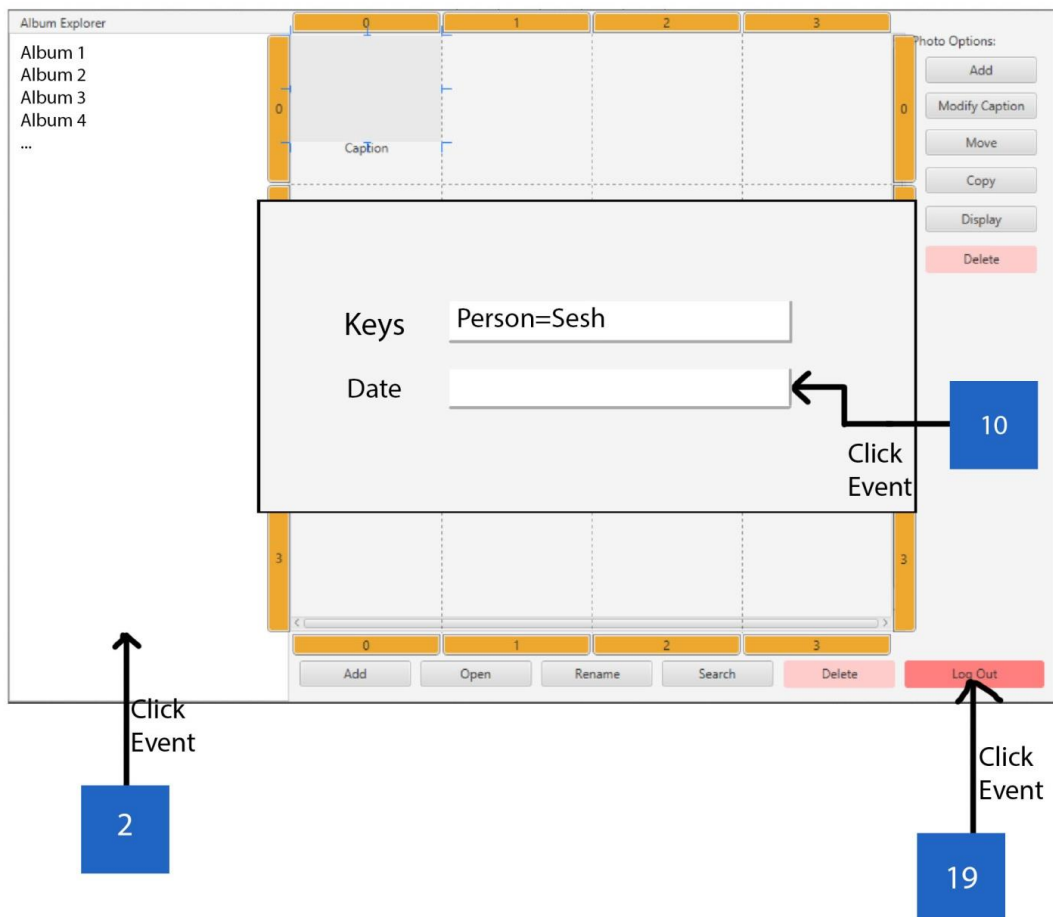 Album Explorer
0 1 2 3
Album 1
Album 2
Album 3
Album 4
...
0
Caption
0
Photo Options:
Add
Modify Caption
Move
Copy
Display
Delete
Keys Person=Sesh
Date
Click
Event
10
3 3
0 1 2 3
Add Open Rename Search Delete Log Out
Click
Event
2
Click
Event
19